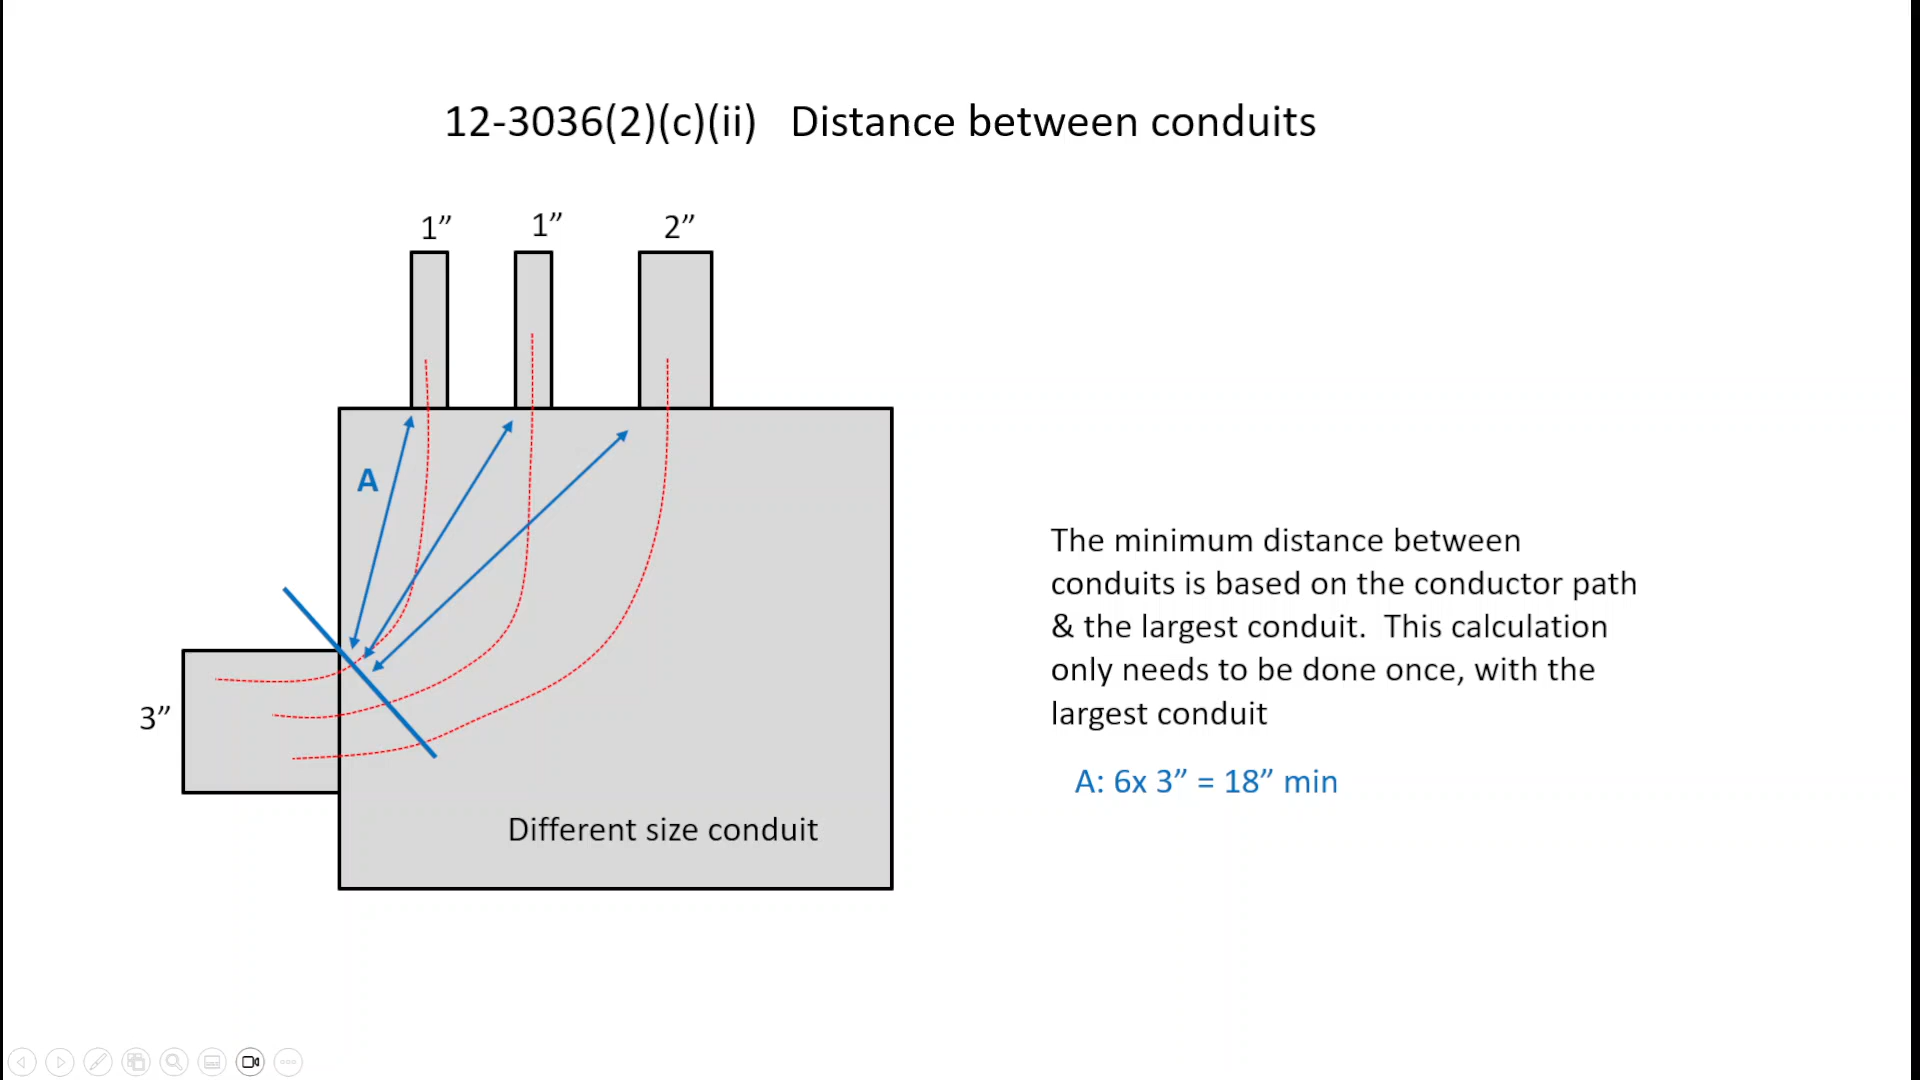 12-3036(2)(c)(ii) Distance between conduits
1” 1” 2”
A
3”
Different size conduit
The minimum distance between
conduits is based on the conductor path
& the largest conduit. This calculation
only needs to be done once, with the
largest conduit
A: 6x 3” = 18” min